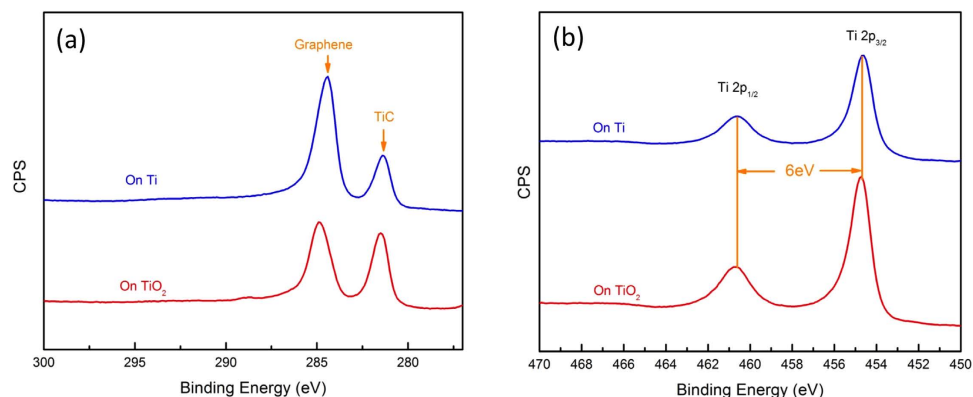 (a)
Graphene
TiC
On Ti
On TiO₂
CPS
300 295 290 285 280
Binding Energy (eV)
(b)
Ti 2p₃/₂
Ti 2p₁/₂
On Ti
6eV
On TiO₂
CPS
470 468 466 464 462 460 458 456 454 452 450
Binding Energy (eV)